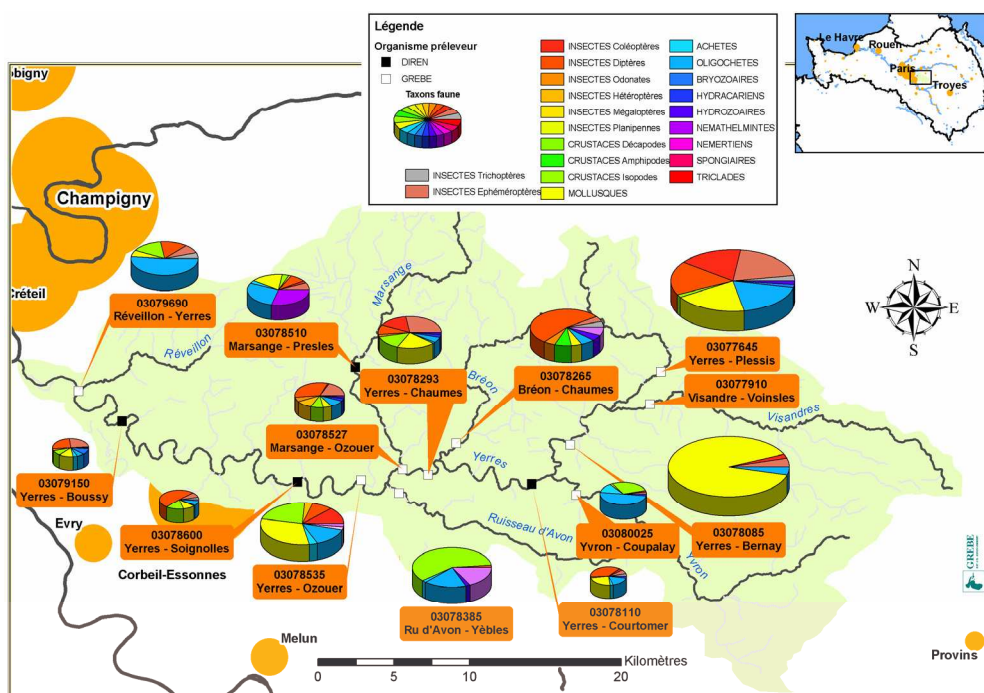 Légende
Organisme préleveur
DIREN
GREBE
Taxons faune
INSECTES Trichoptères
INSECTES Ephéméroptères
INSECTES Coléoptères
INSECTES Diptères
INSECTES Odonates
INSECTES Hétéroptères
INSECTES Mégaloptères
INSECTES Planipennes
CRUSTACES Décapodes
CRUSTACES Amphipodes
CRUSTACES Isopodes
MOLLUSQUES
ACHETES
OLIGOCHETES
BRYOZOAIRES
HYDRACARIENS
HYDROZOAIRES
NEMATHELMINTES
NEMERTIENS
SPONGIAIRES
TRICLADES
Le Havre
Rouen
Paris
Troyes
obigny
Champigny
Créteil
N
W E
S
03079690
Réveillon - Yerres
Réveillon
03078510
Marsange - Presles
Marsange
03078293
Yerres - Chaumes
Bréon
03078265
Bréon - Chaumes
03077645
Yerres - Plessis
03077910
Visandre - Voinsles
Visandres
03078527
Marsange - Ozouer
Yerres
03079150
Yerres - Boussy
Evry
03078600
Yerres - Soignolles
Corbeil-Essonnes
03078535
Yerres - Ozouer
Ruisseau d'Avon
03080025
Yvron - Coupalay
03078085
Yerres - Bernay
Yvron
03078385
Ru d'Avon - Yèbles
03078110
Yerres - Courtomer
GREBE
Melun
Provins
Kilomètres
0 5 10 20